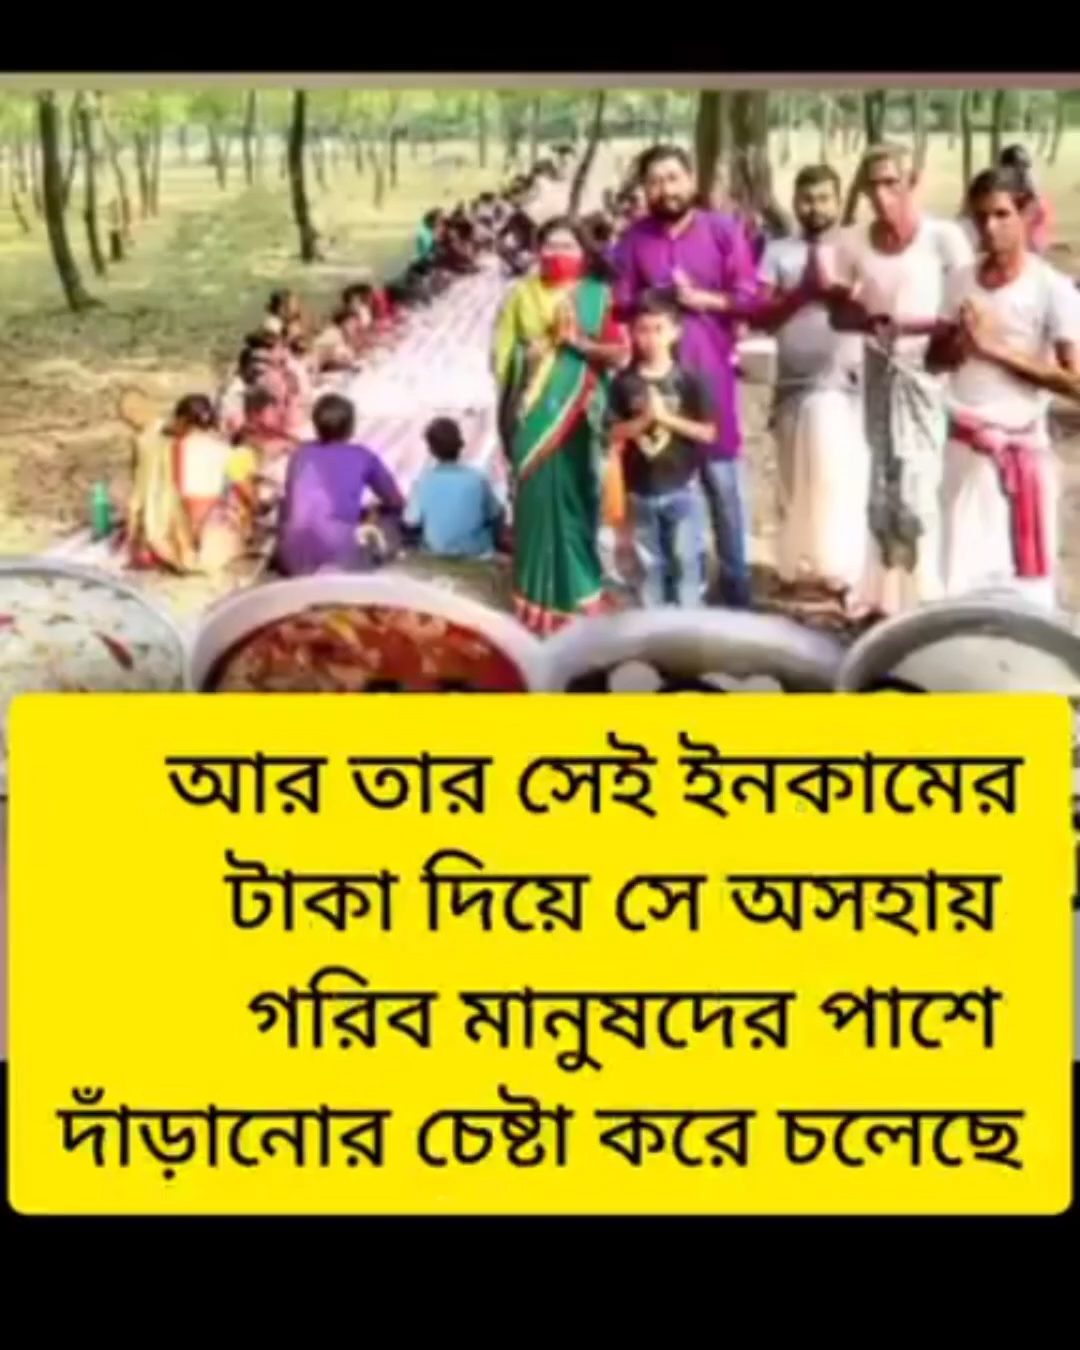 আর তার সেই ইনকামের
টাকা দিয়ে সে অসহায়
গরিব মানুষদের পাশে
দাঁড়ানোর চেষ্টা করে চলেছে